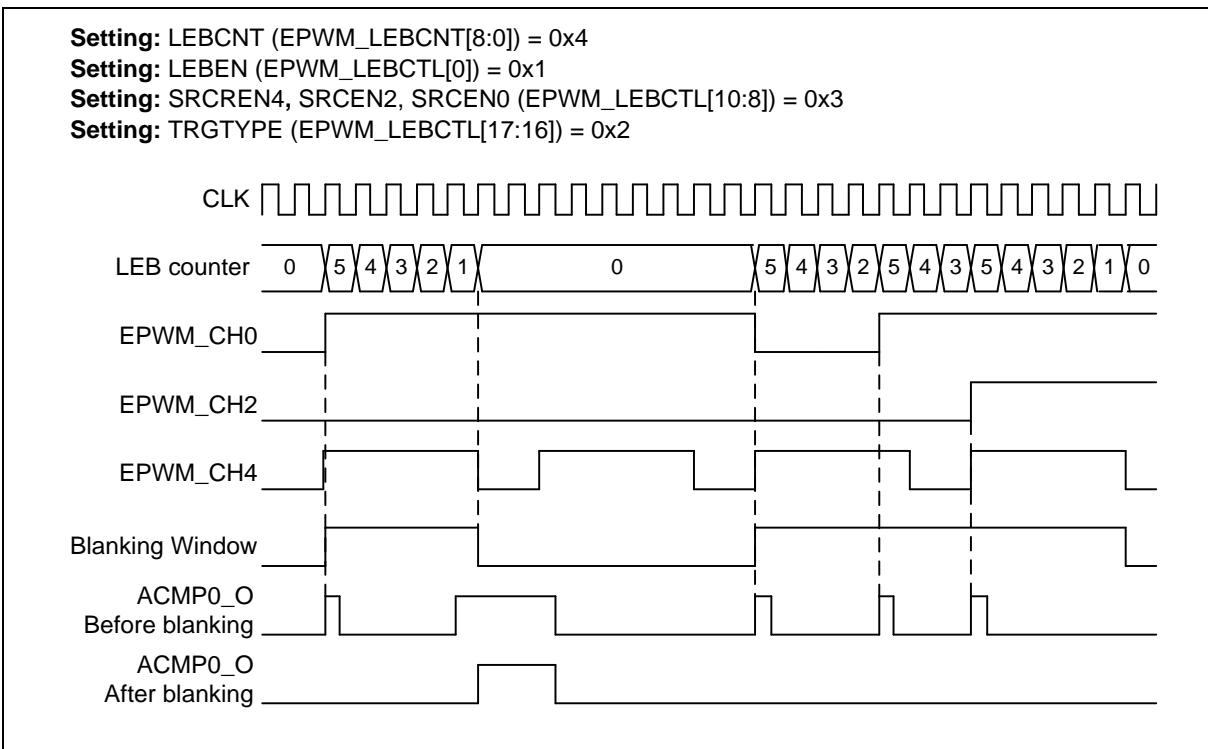 Setting: LEBCNT (EPWM_LEBCNT[8:0]) = 0x4
Setting: LEBEN (EPWM_LEBCTL[0]) = 0x1
Setting: SRCREN4, SRCEN2, SRCEN0 (EPWM_LEBCTL[10:8]) = 0x3
Setting: TRGTYPE (EPWM_LEBCTL[17:16]) = 0x2
CLK
LEB counter 0 5 4 3 2 1 0 5 4 3 2 5 4 3 5 4 3 2 1 0
EPWM_CH0
EPWM_CH2
EPWM_CH4
Blanking Window
ACMP0_O
Before blanking
ACMP0_O
After blanking